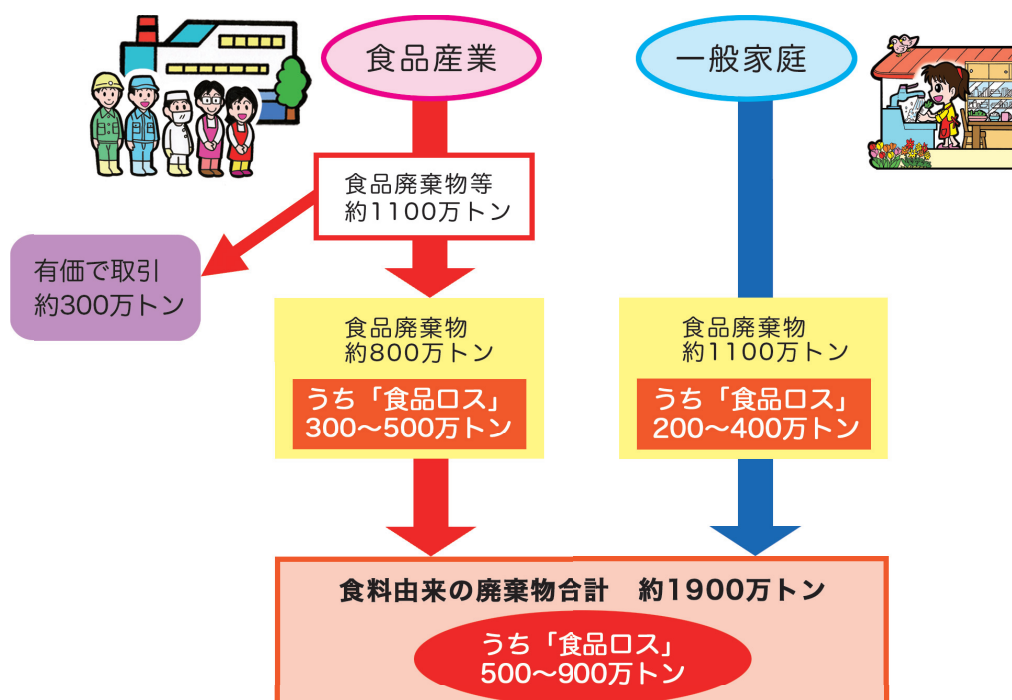 食品産業
一般家庭
食品廃棄物等
約1100万トン
有価で取引
約300万トン
食品廃棄物
約800万トン
うち「食品ロス」
300〜500万トン
食品廃棄物
約1100万トン
うち「食品ロス」
200〜400万トン
食料由来の廃棄物合計　約1900万トン
うち「食品ロス」
500〜900万トン